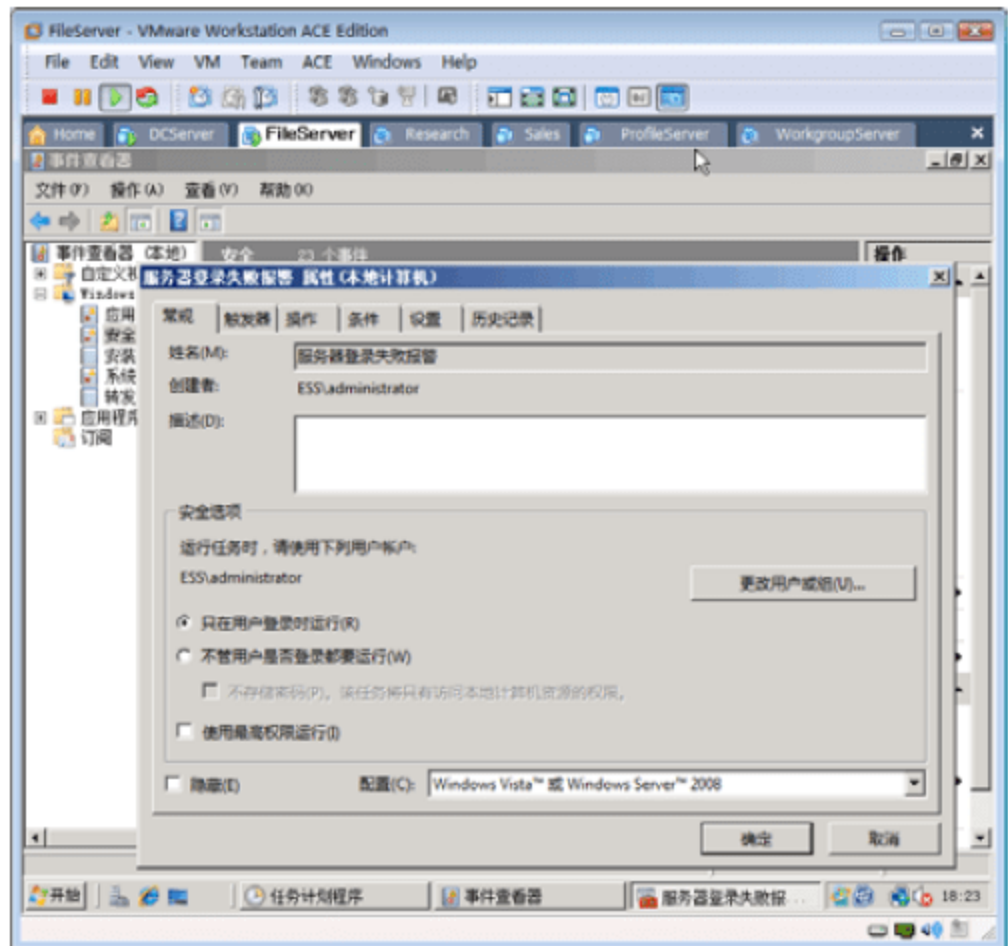 FileServer - VMware Workstation ACE Edition
File Edit View VM Team ACE Windows Help
Home DCServer FileServer Research Sales ProfileServer WorkgroupServer
事件查看器
文件(F) 操作(A) 查看(V) 帮助(H)
事件查看器 (本地) 安全 23 个事件 操作
自定义视
Windows
应用
安全
安装
系统
转发
应用程序
订阅
服务器登录失败报警 属性(本地计算机)
常规 触发器 操作 条件 设置 历史记录
姓名(M): 服务器登录失败报警
创建者: ESS\administrator
描述(D):
安全选项
运行任务时，请使用下列用户帐户:
ESS\administrator 更改用户或组(U)...
只在用户登录时运行(R)
不管用户是否登录都要运行(W)
不存储密码(P)。该任务将只有访问本地计算机资源的权限。
使用最高权限运行(I)
隐藏(E) 配置(C): Windows Vista™ 或 Windows Server™ 2008
确定 取消
开始 任务计划程序 事件查看器 服务器登录失败报... 18:23